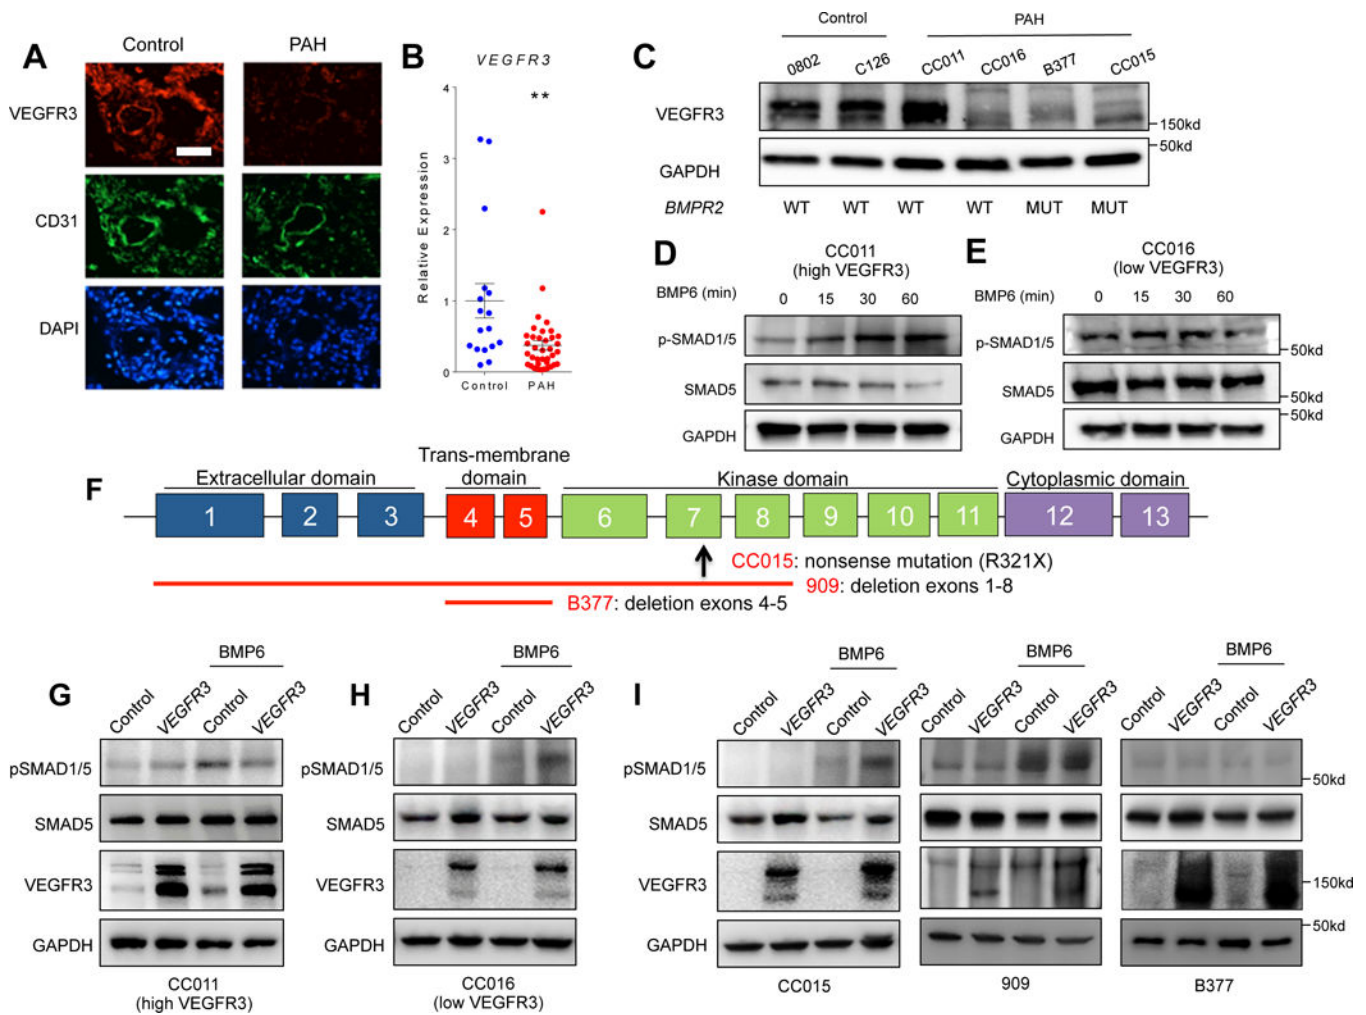 A
Control
PAH
VEGFR3
CD31
DAPI
B
VEGFR3
**
Relative Expression
4
3
2
1
0
Control
PAH
C
Control
PAH
0802
C126
CC011
CC016
B377
CC015
VEGFR3
150kd
50kd
GAPDH
BMPR2
WT
WT
WT
WT
MUT
MUT
D
CC011
(high VEGFR3)
BMP6 (min)
0
15
30
60
p-SMAD1/5
SMAD5
GAPDH
E
CC016
(low VEGFR3)
BMP6 (min)
0
15
30
60
p-SMAD1/5
50kd
SMAD5
50kd
50kd
GAPDH
F
Extracellular domain
Trans-membrane
domain
Kinase domain
Cytoplasmic domain
1
2
3
4
5
6
7
8
9
10
11
12
13
CC015: nonsense mutation (R321X)
909: deletion exons 1-8
B377: deletion exons 4-5
G
BMP6
Control
VEGFR3
Control
VEGFR3
pSMAD1/5
SMAD5
VEGFR3
GAPDH
CC011
(high VEGFR3)
H
BMP6
Control
VEGFR3
Control
VEGFR3
pSMAD1/5
SMAD5
VEGFR3
GAPDH
CC016
(low VEGFR3)
I
BMP6
Control
VEGFR3
Control
VEGFR3
BMP6
Control
VEGFR3
Control
VEGFR3
BMP6
Control
VEGFR3
Control
VEGFR3
pSMAD1/5
50kd
SMAD5
VEGFR3
150kd
50kd
GAPDH
CC015
909
B377